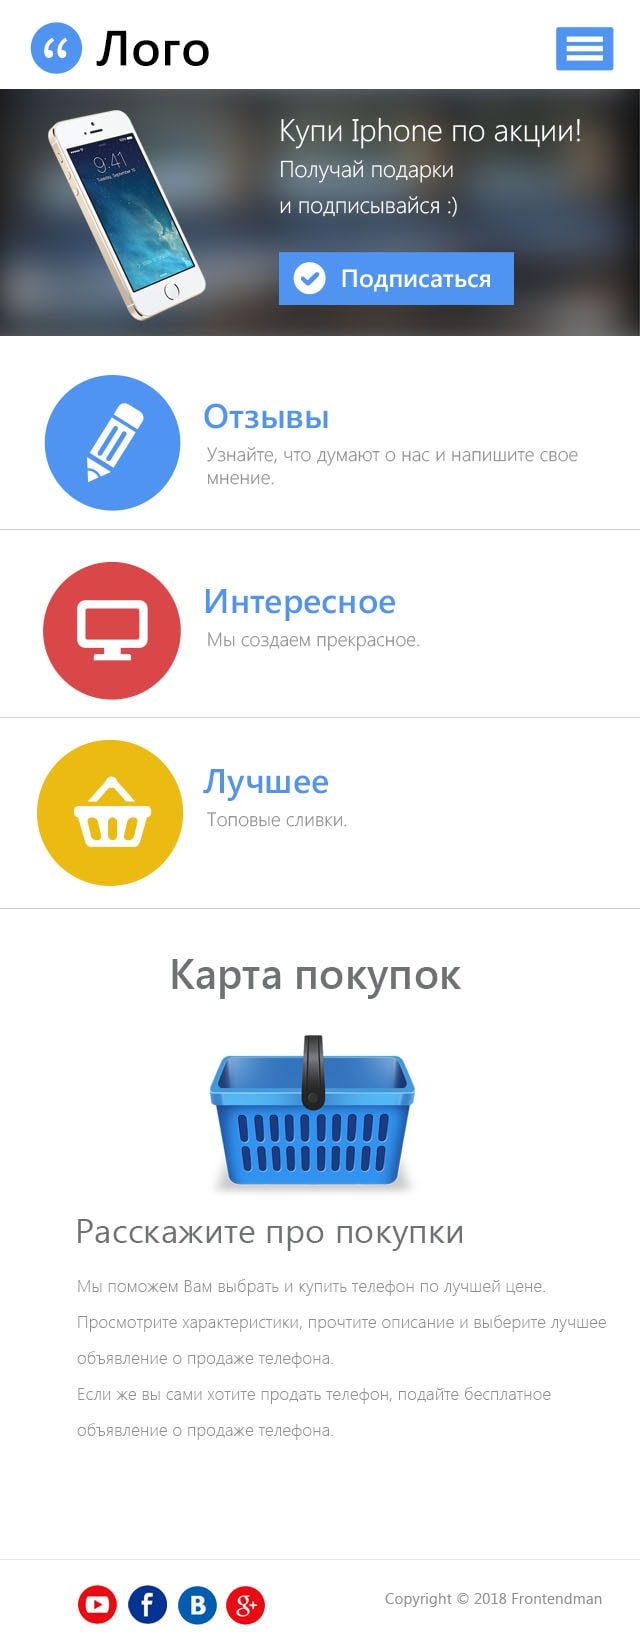 Лого
Купи Iphone по акции!
Получай подарки
и подписывайся :)
9:41
Подписаться
Отзывы
Узнайте, что думают о нас и напишите свое
мнение.
Интересное
Мы создаем прекрасное.
Лучшее
Топовые сливки.
Карта покупок
Расскажите про покупки
Мы поможем Вам выбрать и купить телефон по лучшей цене.
Просмотрите характеристики, прочтите описание и выберите лучшее
объявление о продаже телефона.
Если же вы сами хотите продать телефон, подайте бесплатное
объявление о продаже телефона.
f В g+
Copyright © 2018 Frontendman